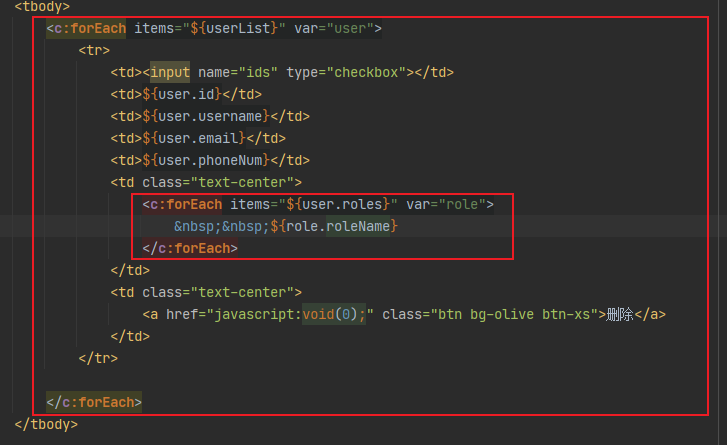 <tbody>
<c:forEach items="${userList}" var="user">
<tr>
<td><input name="ids" type="checkbox"></td>
<td>${user.id}</td>
<td>${user.username}</td>
<td>${user.email}</td>
<td>${user.phoneNum}</td>
<td class="text-center">
<c:forEach items="${user.roles}" var="role">
&nbsp;&nbsp;${role.roleName}
</c:forEach>
</td>
<td class="text-center">
<a href="javascript:void(0);" class="btn bg-olive btn-xs">删除</a>
</td>
</tr>
</c:forEach>
</tbody>